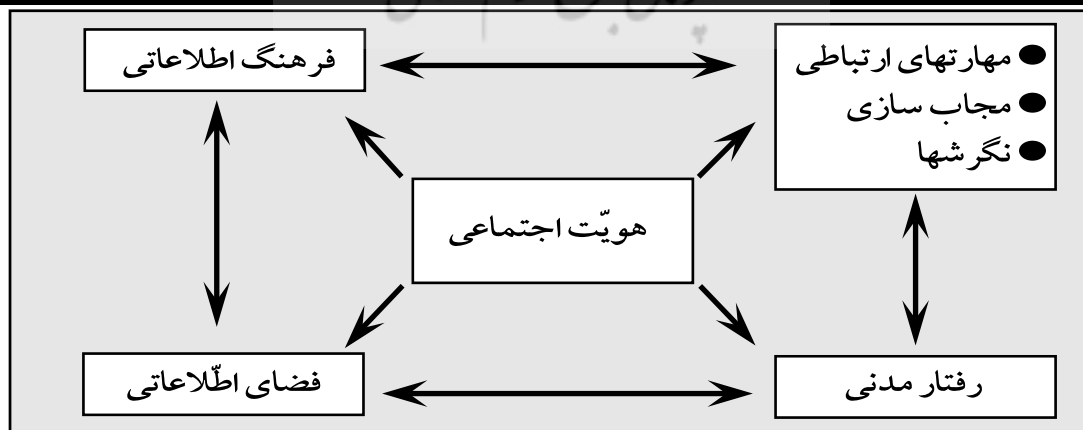 ● مهارتهای ارتباطی
● مجاب سازی
● نگرشها
فرهنگ اطلاعاتی
هویّت اجتماعی
رفتار مدنی
فضای اطّلاعاتی